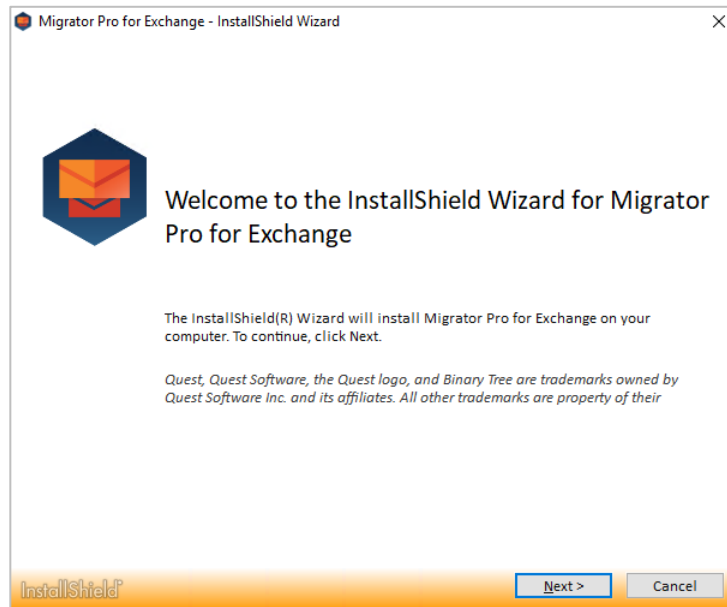 Migrator Pro for Exchange - InstallShield Wizard
Welcome to the InstallShield Wizard for Migrator
Pro for Exchange
The InstallShield(R) Wizard will install Migrator Pro for Exchange on your
computer. To continue, click Next.
Quest, Quest Software, the Quest logo, and Binary Tree are trademarks owned by
Quest Software Inc. and its affiliates. All other trademarks are property of their
InstallShield
Next >
Cancel